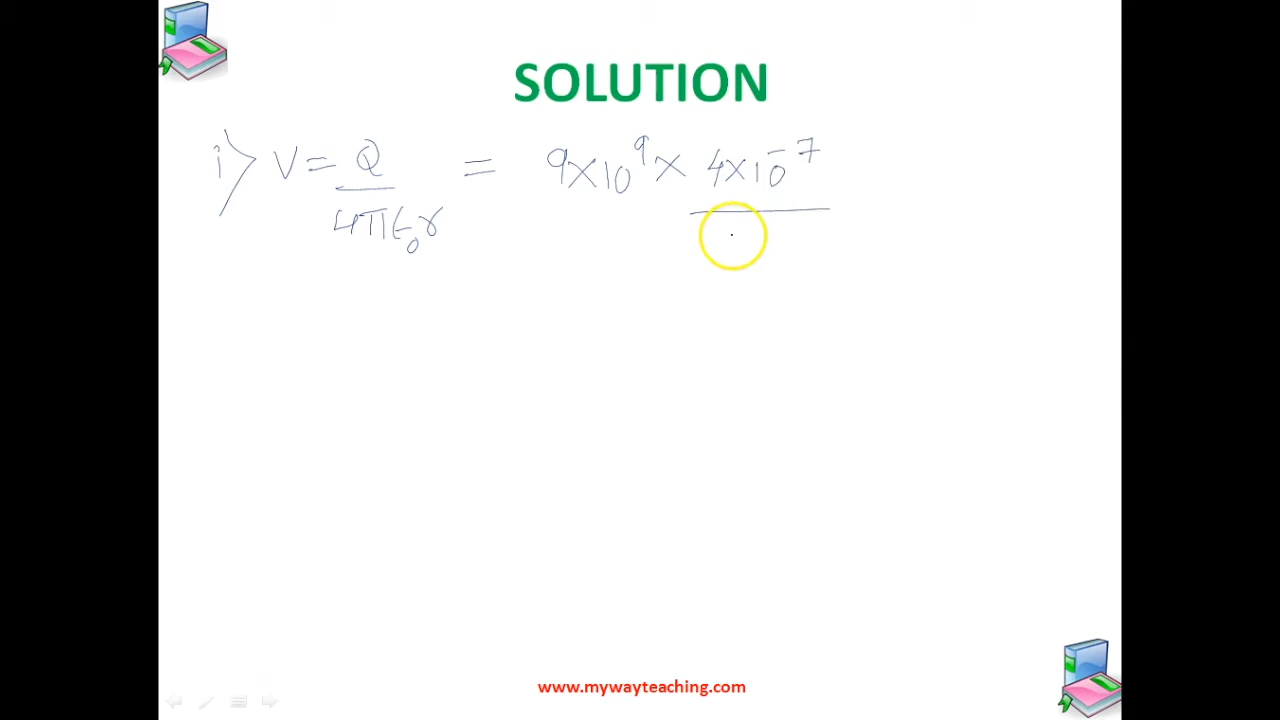 SOLUTION
i> V = Q / 4πε₀r = 9×10⁹ × 4×10⁻⁷
www.mywayteaching.com